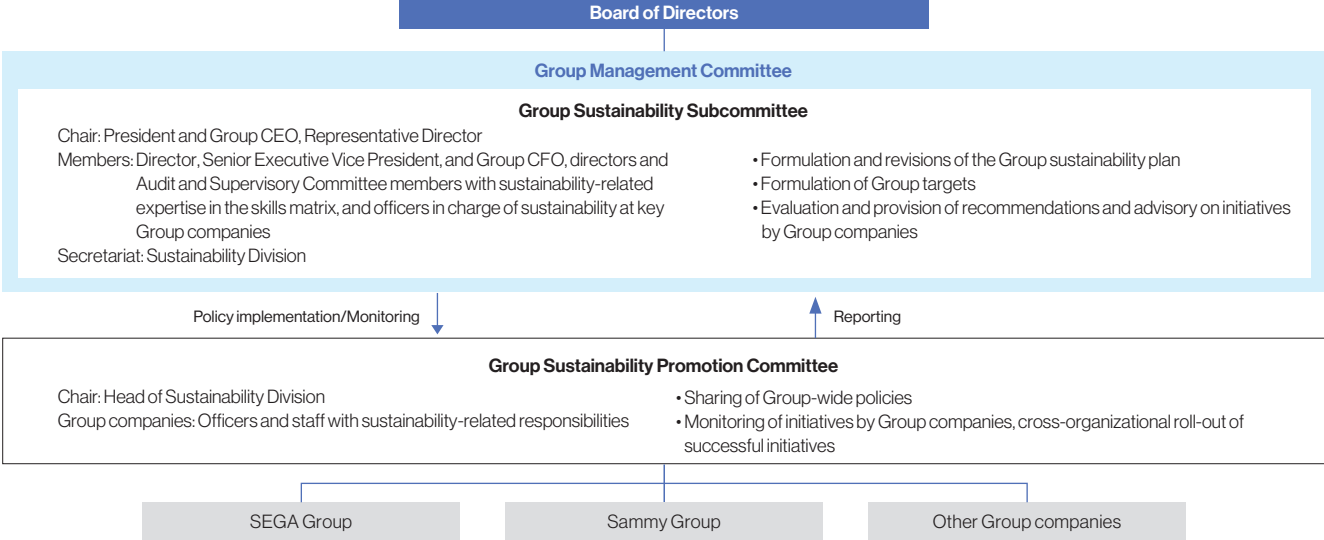 Board of Directors
Group Management Committee
Group Sustainability Subcommittee
Chair: President and Group CEO, Representative Director
Members: Director, Senior Executive Vice President, and Group CFO, directors and
Audit and Supervisory Committee members with sustainability-related
expertise in the skills matrix, and officers in charge of sustainability at key
Group companies
Secretariat: Sustainability Division
• Formulation and revisions of the Group sustainability plan
• Formulation of Group targets
• Evaluation and provision of recommendations and advisory on initiatives
by Group companies
Policy implementation/Monitoring
Reporting
Group Sustainability Promotion Committee
Chair: Head of Sustainability Division
Group companies: Officers and staff with sustainability-related responsibilities
• Sharing of Group-wide policies
• Monitoring of initiatives by Group companies, cross-organizational roll-out of
successful initiatives
SEGA Group
Sammy Group
Other Group companies